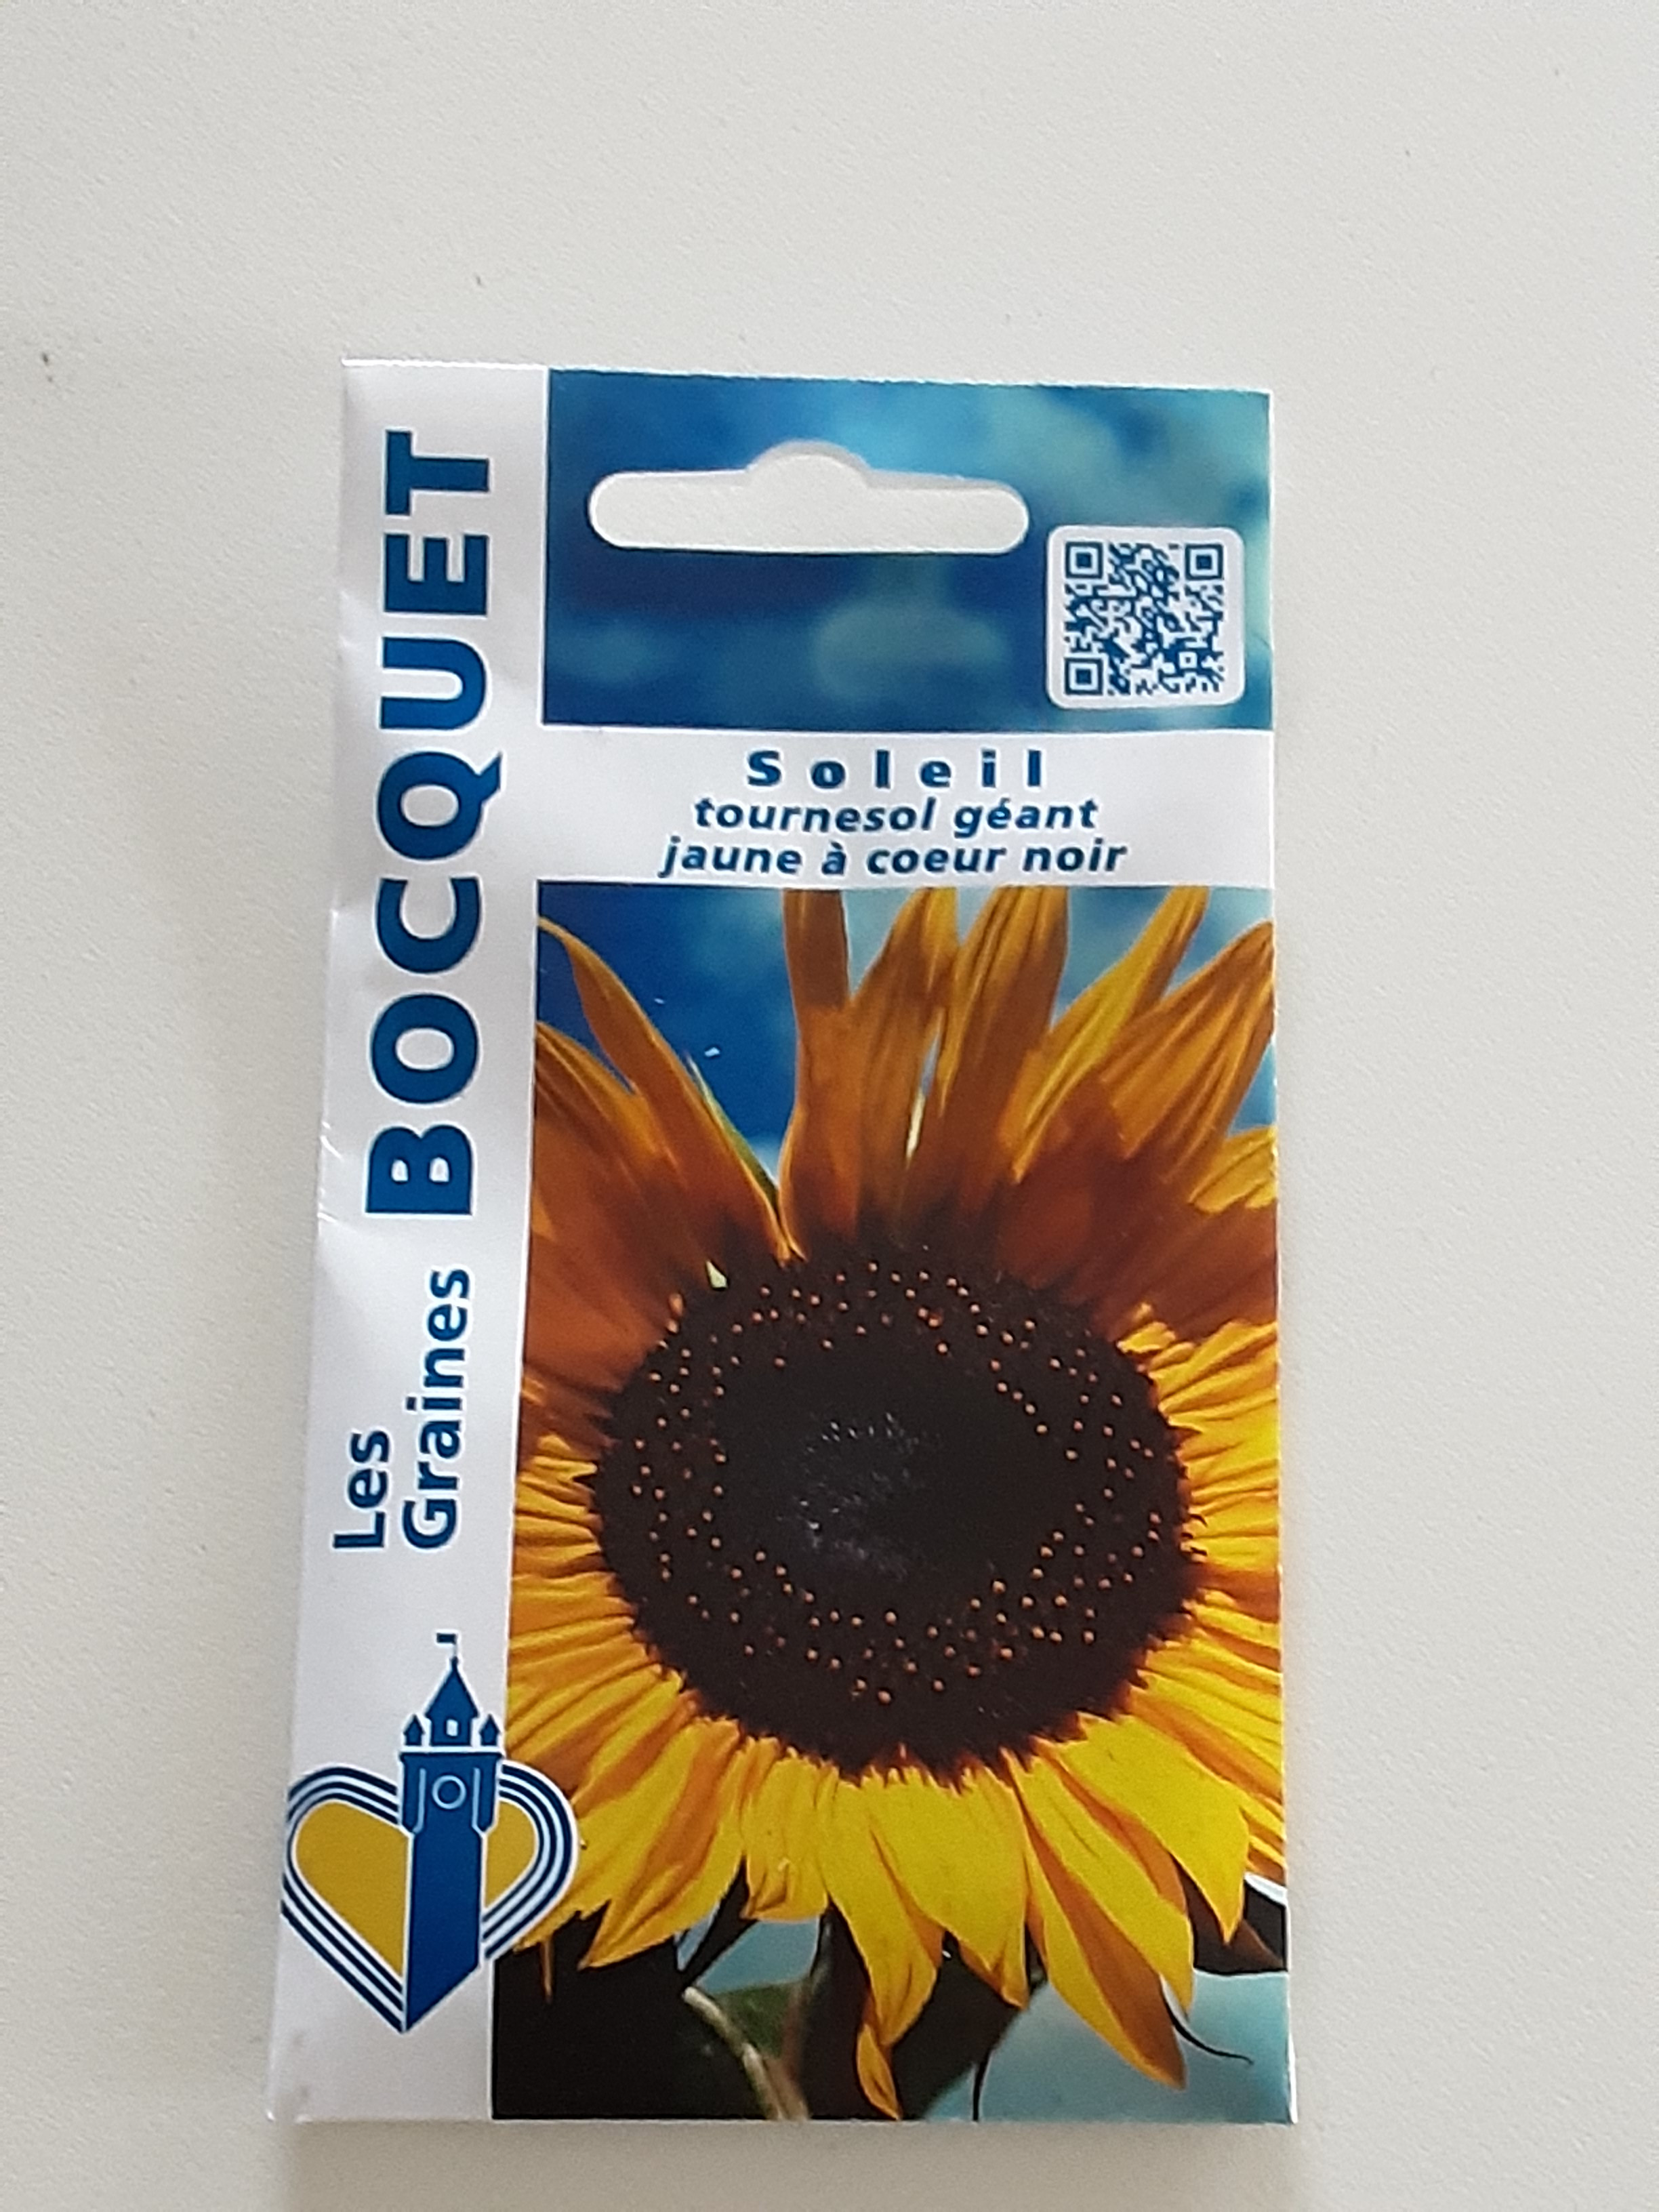 Les
Graines BOCQUET
Soleil
tournesol géant
jaune à coeur noir